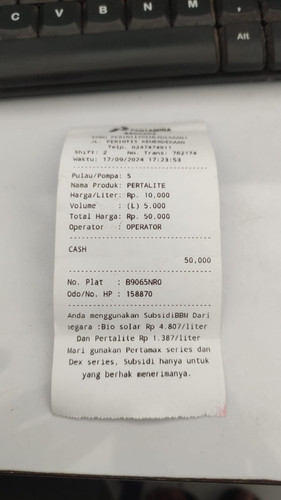 C V B N M ,
Alt
PERTAMINA
JL. PERINTIS KEMERDEKAAN
Telp. 0247474911
Shift: 2 No. Trans: 762174
Waktu: 17/09/2024 17:23:53
Pulau/Pompa: 5
Nama Produk: PERTALITE
Harga/Liter: Rp. 10.000
Volume : (L) 5.000
Total Harga: Rp. 50.000
Operator : OPERATOR
CASH
50,000
No. Plat : B9065NRO
Odo/No. HP : 158870
Anda menggunakan SubsidiBBM Dari
negara :Bio solar Rp 4.807/liter
Dan Pertalite Rp 1.387/liter
Mari gunakan Pertamax series dan
Dex series, Subsidi hanya untuk
yang berhak menerimanya.